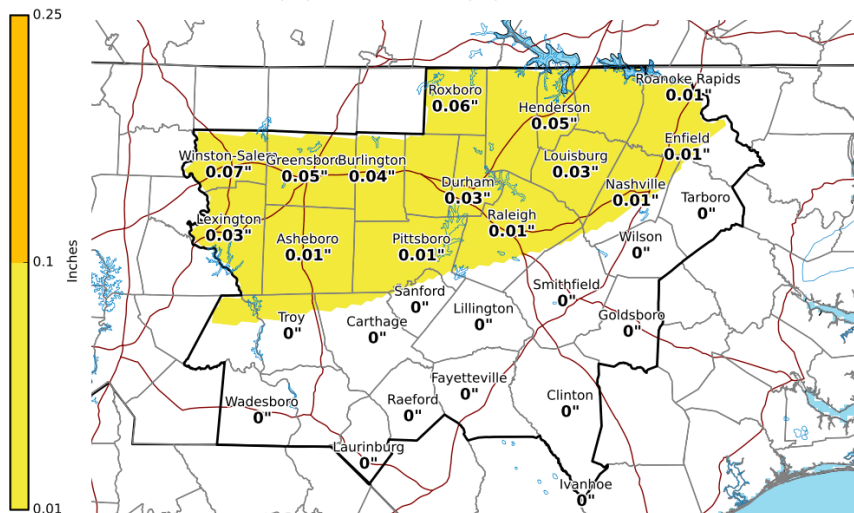 0.25
0.1
0.01
Inches
Roxboro
0.06"
Roanoke Rapids
0.01"
Henderson
0.05"
Enfield
0.01"
Winston-Salem
0.07"
Greensboro
0.05"
Burlington
0.04"
Louisburg
0.03"
Durham
0.03"
Nashville
0.01"
Tarboro
0"
Lexington
0.03"
Raleigh
0.01"
Asheboro
0.01"
Pittsboro
0.01"
Wilson
0"
Sanford
0"
Smithfield
0"
Troy
0"
Carthage
0"
Lillington
0"
Goldsboro
0"
Wadesboro
0"
Raeford
0"
Fayetteville
0"
Clinton
0"
Laurinburg
0"
Ivanhoe
0"